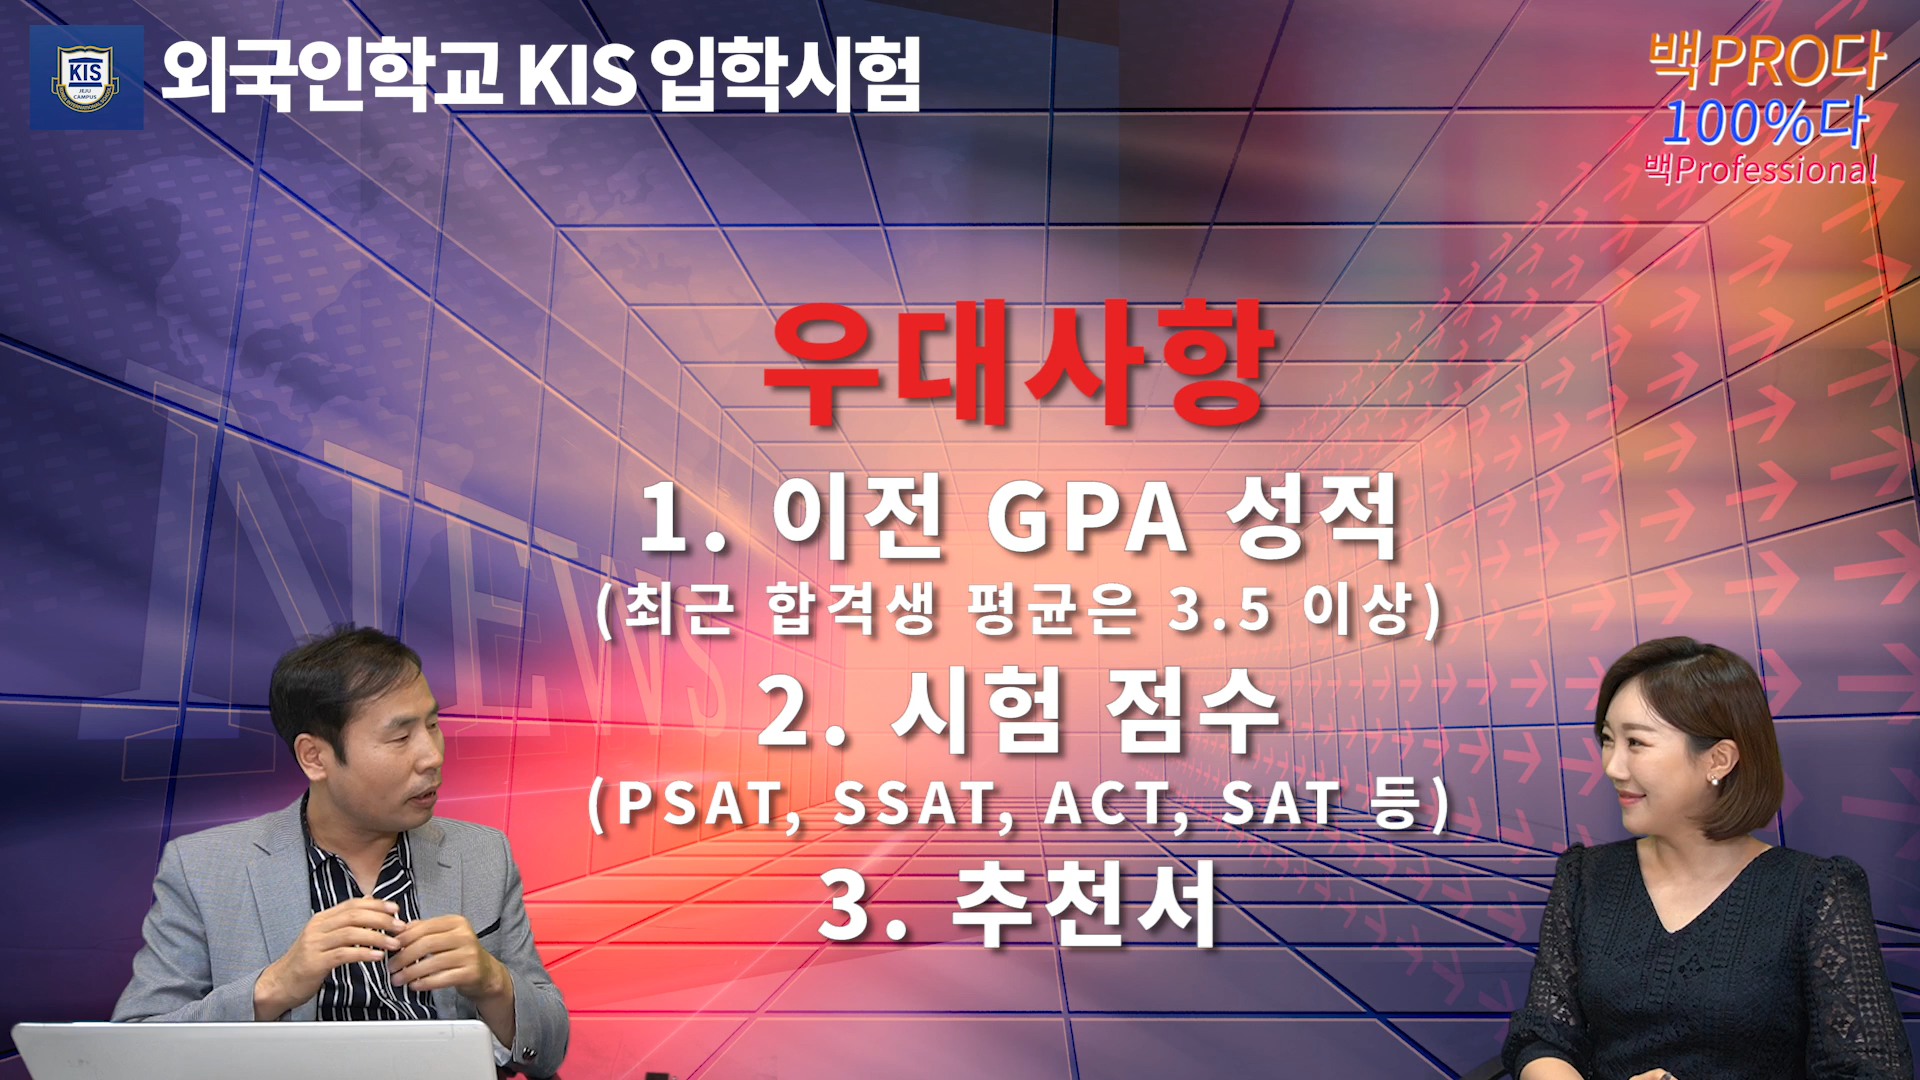 KIS
JEJU
CAMPUS
외국인학교 KIS 입학시험
백PRO다
100%다
백Professional
NEWS
우대사항
1. 이전 GPA 성적
(최근 합격생 평균은 3.5 이상)
2. 시험 점수
(PSAT, SSAT, ACT, SAT 등)
3. 추천서